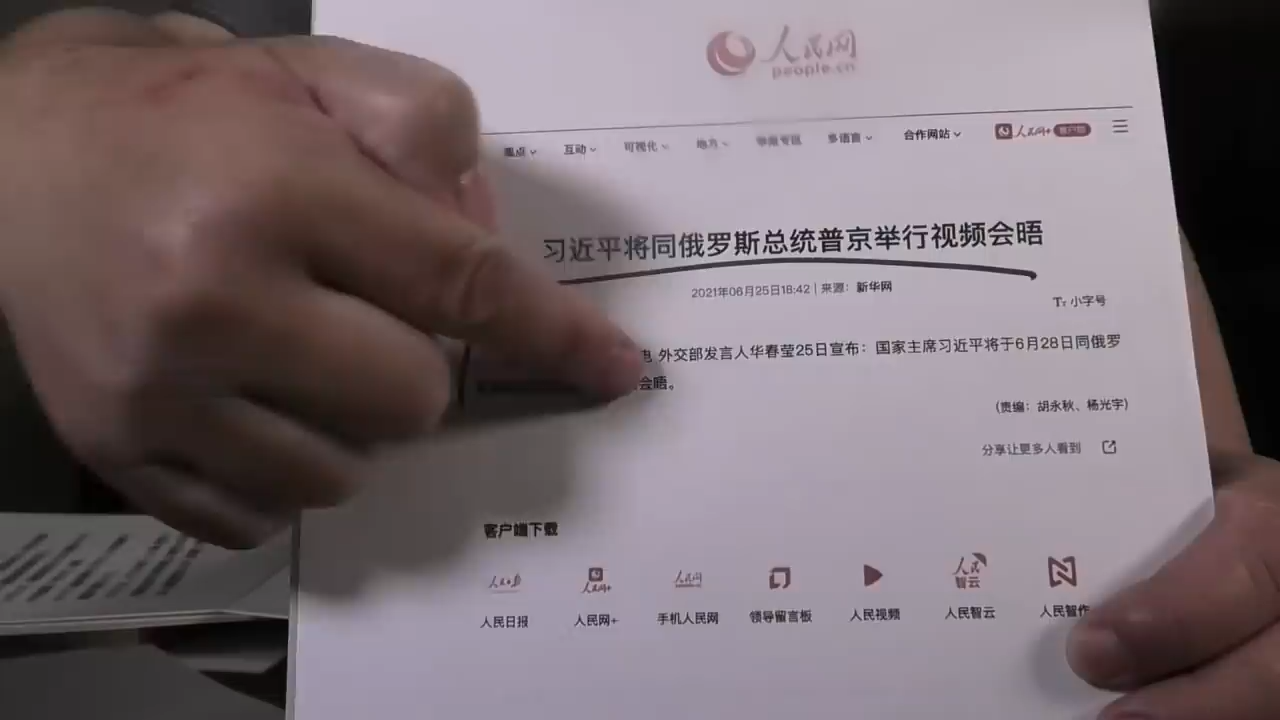 人民网
people.cn
观点 互动 可视化 地方 举报专区 多语言 合作网站 人民网+ 客户端
习近平将同俄罗斯总统普京举行视频会晤
2021年06月25日18:42 | 来源：新华网
小字号
电 外交部发言人华春莹25日宣布：国家主席习近平将于6月28日同俄罗
会晤。
(责编：胡永秋、杨光宇)
分享让更多人看到
客户端下载
人民日报 人民网+ 手机人民网 领导留言板 人民视频 人民智云 人民智作